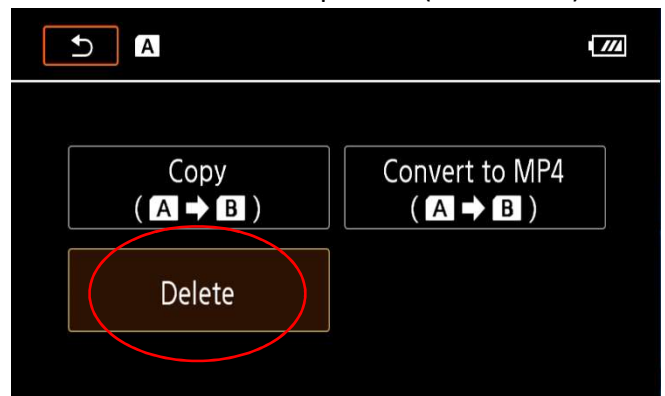 A
Copy
Convert to MP4
( A ➡ B )
( A ➡ B )
Delete